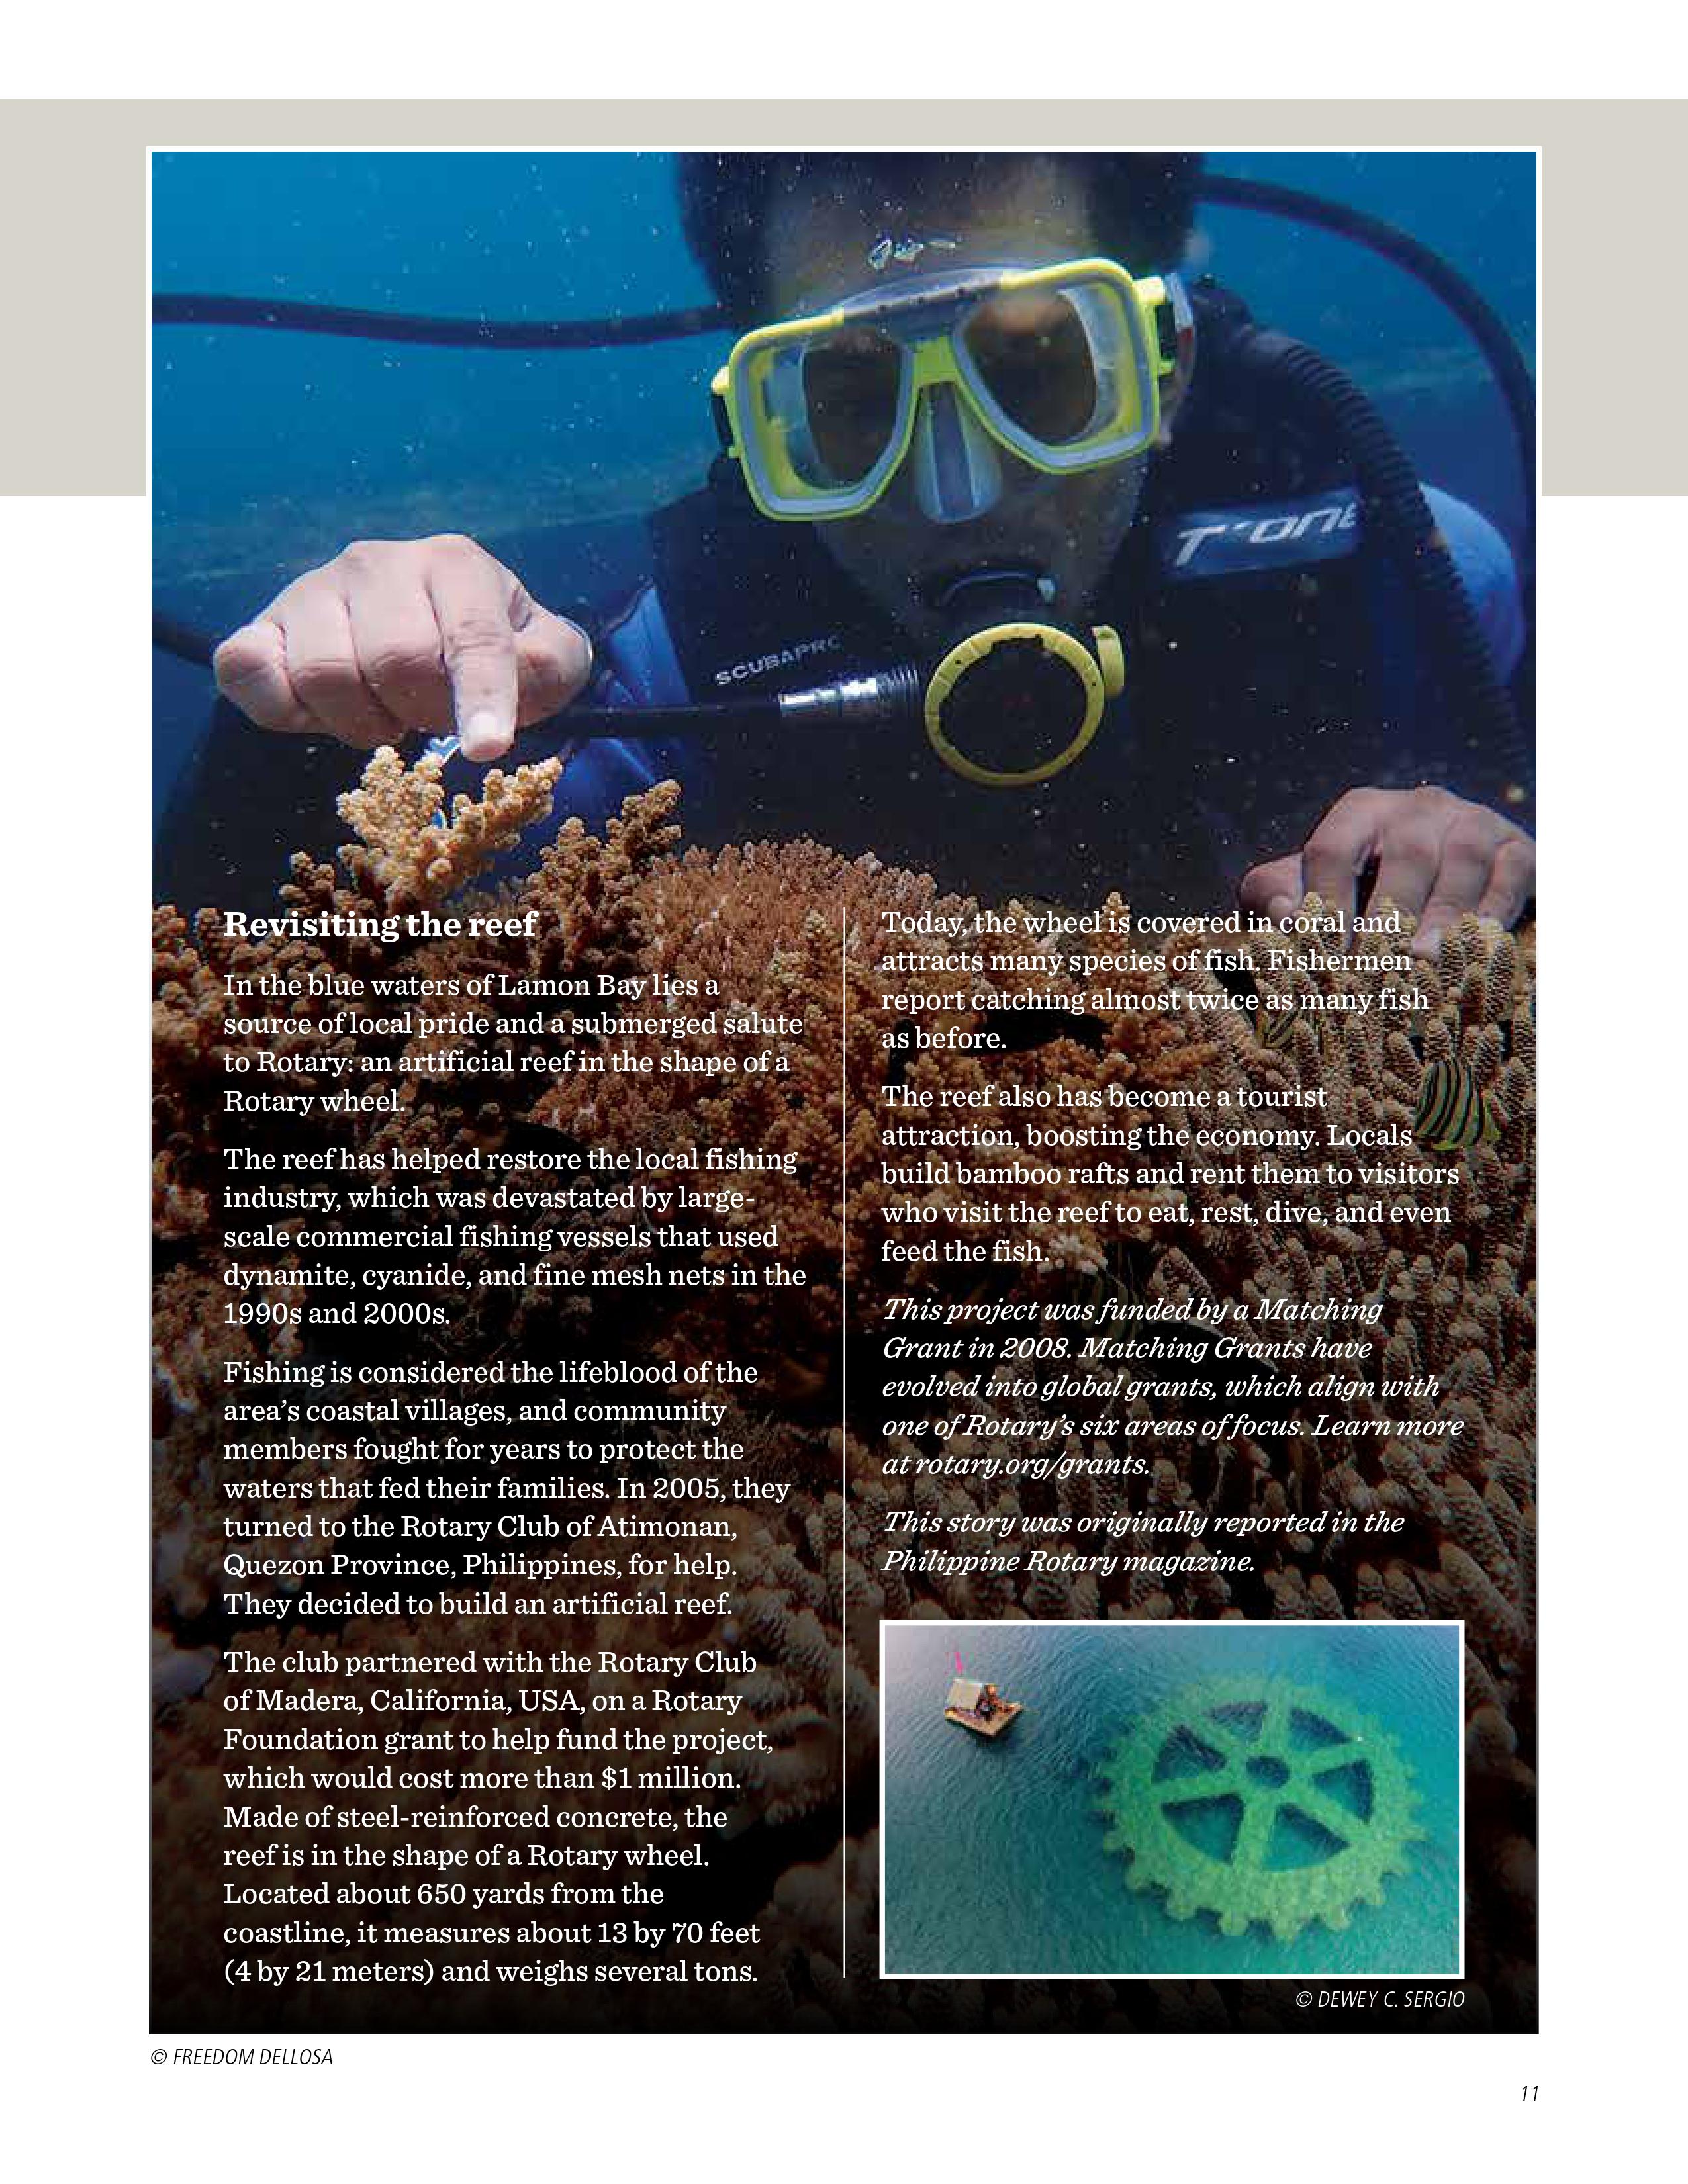 T'ONE
SCUBAPRO
Revisiting the reef
In the blue waters of Lamon Bay lies a
source of local pride and a submerged salute
to Rotary: an artificial reef in the shape of a
Rotary wheel.
The reef has helped restore the local fishing
industry, which was devastated by large-
scale commercial fishing vessels that used
dynamite, cyanide, and fine mesh nets in the
1990s and 2000s.
Fishing is considered the lifeblood of the
area's coastal villages, and community
members fought for years to protect the
waters that fed their families. In 2005, they
turned to the Rotary Club of Atimonan,
Quezon Province, Philippines, for help.
They decided to build an artificial reef.
The club partnered with the Rotary Club
of Madera, California, USA, on a Rotary
Foundation grant to help fund the project,
which would cost more than $1 million.
Made of steel-reinforced concrete, the
reef is in the shape of a Rotary wheel.
Located about 650 yards from the
coastline, it measures about 13 by 70 feet
(4 by 21 meters) and weighs several tons.
Today, the wheel is covered in coral and
attracts many species of fish. Fishermen
report catching almost twice as many fish
as before.
The reef also has become a tourist
attraction, boosting the economy. Locals
build bamboo rafts and rent them to visitors
who visit the reef to eat, rest, dive, and even
feed the fish.
This project was funded by a Matching
Grant in 2008. Matching Grants have
evolved into global grants, which align with
one of Rotary's six areas of focus. Learn more
at rotary.org/grants.
This story was originally reported in the
Philippine Rotary magazine.
© DEWEY C. SERGIO
© FREEDOM DELLOSA
11